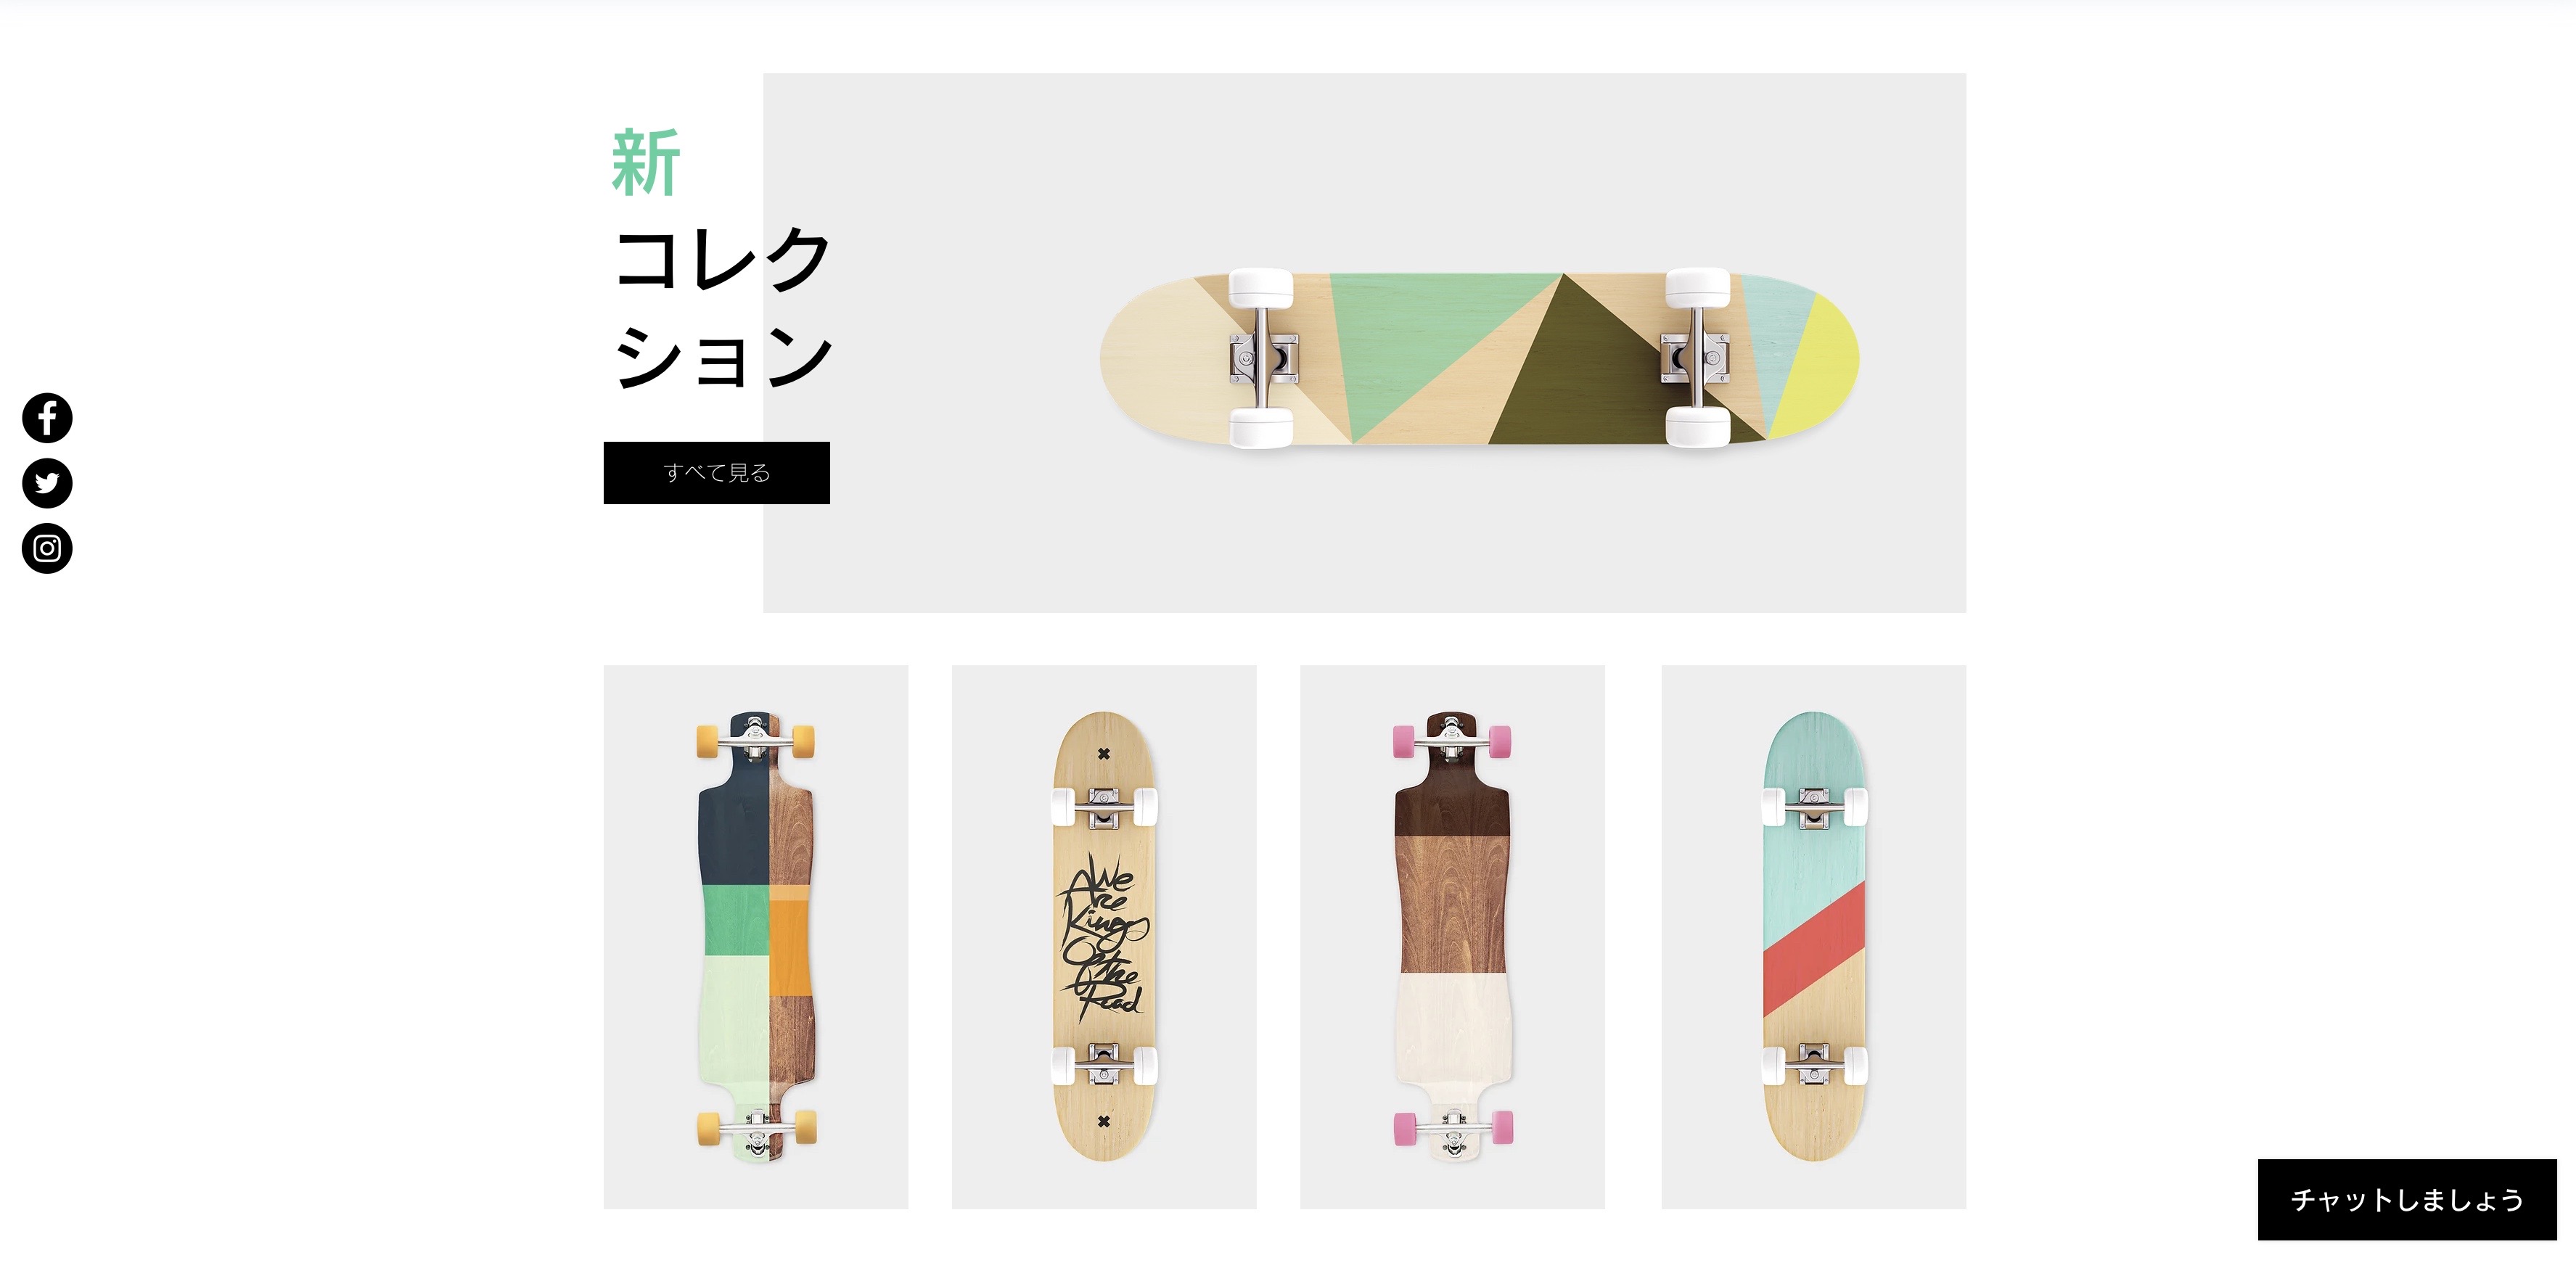 新
コレク
ション
すべて見る
We
Are
Kings
Of the
Road
チャットしましょう